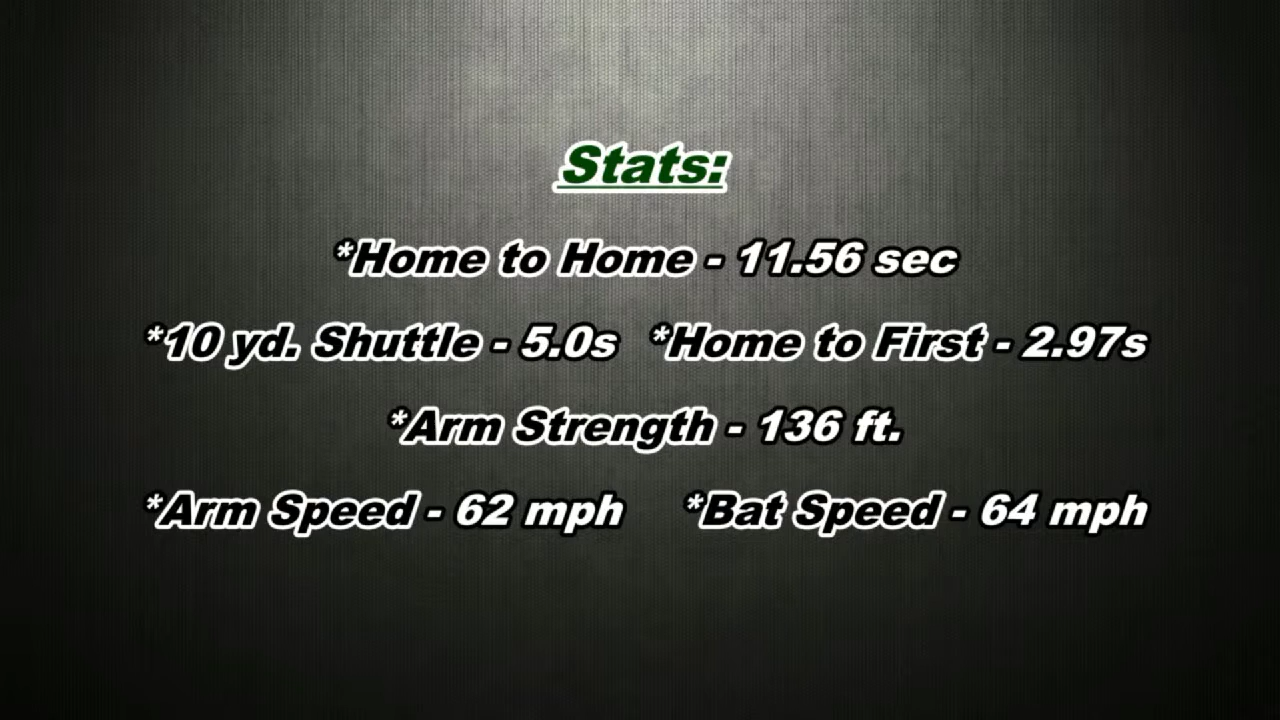 Stats:
*Home to Home - 11.56 sec
*10 yd. Shuttle - 5.0s *Home to First - 2.97s
*Arm Strength - 136 ft.
*Arm Speed - 62 mph *Bat Speed - 64 mph